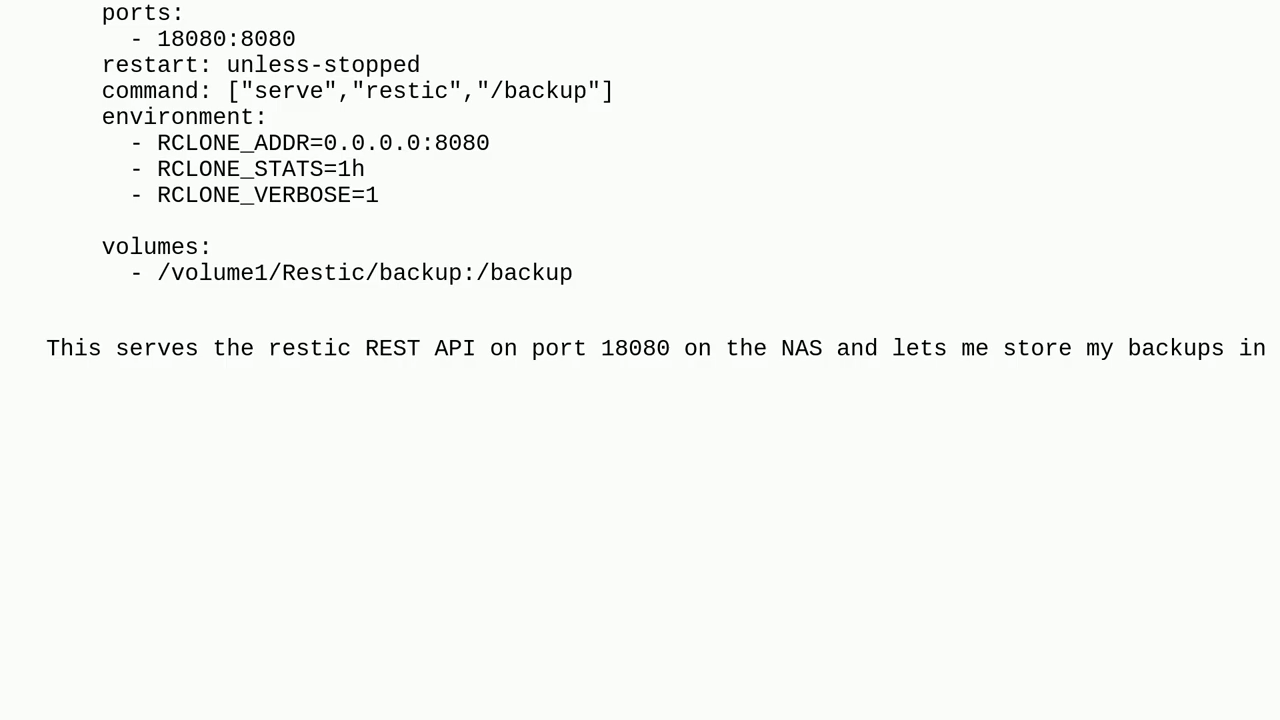 ports:
- 18080:8080
restart: unless-stopped
command: ["serve","restic","/backup"]
environment:
- RCLONE_ADDR=0.0.0.0:8080
- RCLONE_STATS=1h
- RCLONE_VERBOSE=1
volumes:
- /volume1/Restic/backup:/backup
This serves the restic REST API on port 18080 on the NAS and lets me store my backups in